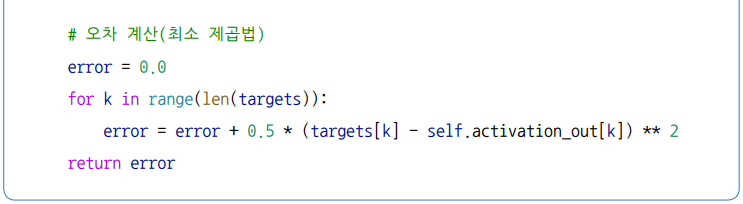 # 오차 계산(최소 제곱법)
error = 0.0
for k in range(len(targets)):
    error = error + 0.5 * (targets[k] - self.activation_out[k]) ** 2
return error